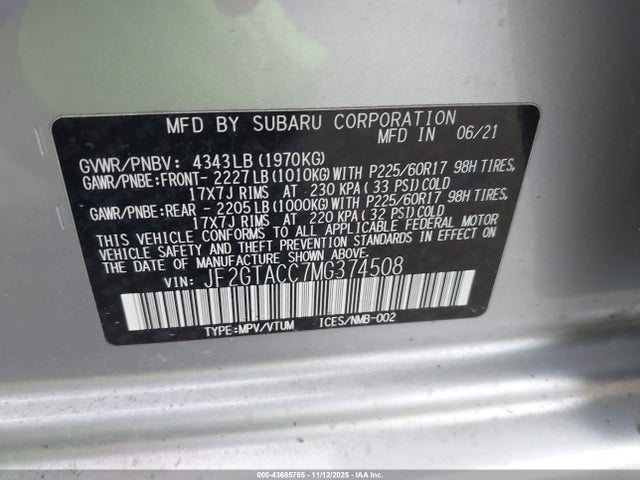 MFD BY SUBARU CORPORATION
MFD IN 06/21
GVWR/PNBV: 4343LB(1970KG)
GAWR/PNBE:FRONT- 2227LB(1010KG)WITH P225/60R17 98H TIRES,
17X7J RIMS AT 230 KPA(33 PSI)COLD
GAWR/PNBE:REAR - 2205LB(1000KG)WITH P225/60R17 98H TIRES,
17X7J RIMS AT 220 KPA(32 PSI)COLD
THIS VEHICLE CONFORMS TO ALL APPLICABLE FEDERAL MOTOR
VEHICLE SAFETY AND THEFT PREVENTION STANDARDS IN EFFECT ON
THE DATE OF MANUFACTURE SHOWN ABOVE.
VIN: JF2GTACC7MG374508
TYPE:MPV/VTUM ICES/NMB-002
000-43685765 - 11/12/2025 - IAA Inc.